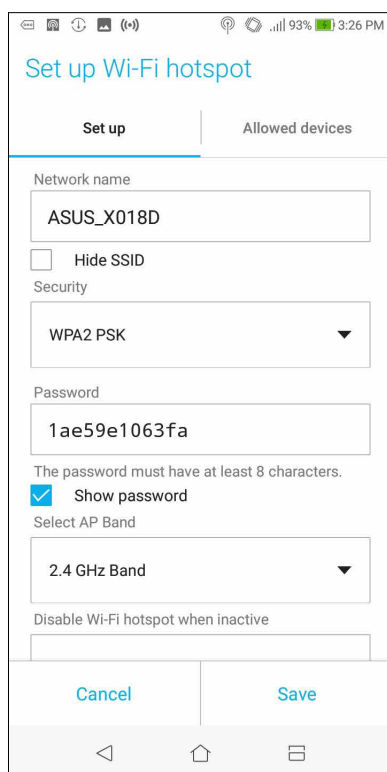 93% 3:26 PM
Set up Wi-Fi hotspot
Set up Allowed devices
Network name
ASUS_X018D
Hide SSID
Security
WPA2 PSK
Password
1ae59e1063fa
The password must have at least 8 characters.
Show password
Select AP Band
2.4 GHz Band
Disable Wi-Fi hotspot when inactive
Cancel Save